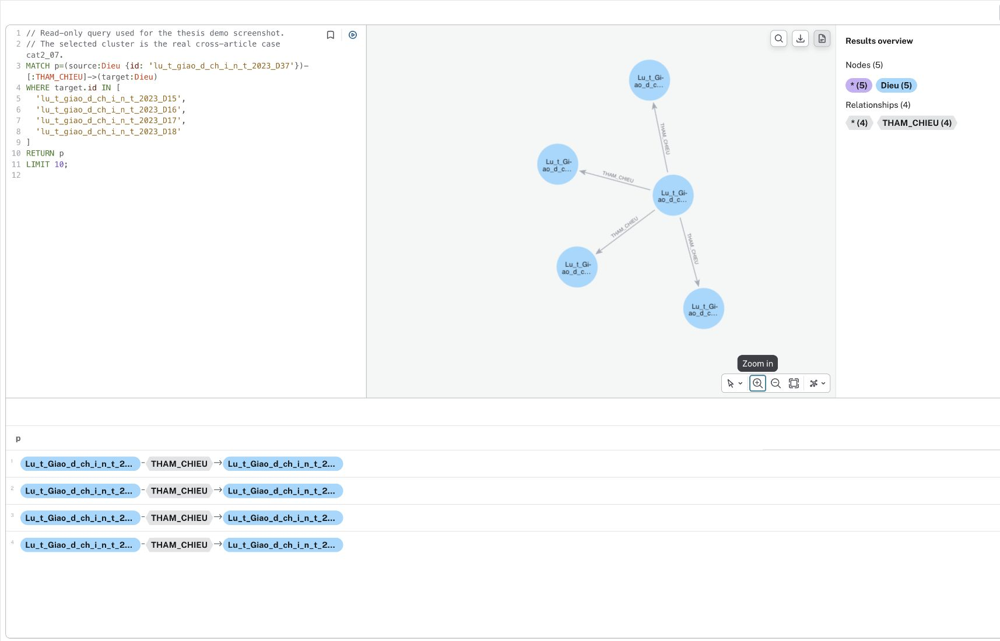 1 // Read-only query used for the thesis demo screenshot.
2 // The selected cluster is the real cross-article case
cat2_07.
3 MATCH p=(source:Dieu {id: 'lu_t_giao_d_ch_i_n_t_2023_D37'})-
[:THAM_CHIEU]->(target:Dieu)
4 WHERE target.id IN [
5 'lu_t_giao_d_ch_i_n_t_2023_D15',
6 'lu_t_giao_d_ch_i_n_t_2023_D16',
7 'lu_t_giao_d_ch_i_n_t_2023_D17',
8 'lu_t_giao_d_ch_i_n_t_2023_D18'
9 ]
10 RETURN p
11 LIMIT 10;
12
Lu_t_Gi-
ao_d_c...
THAM_CHIEU
Lu_t_Gi-
ao_d_c...
THAM_CHIEU
Lu_t_Gi-
ao_d_c...
THAM_CHIEU
Lu_t_Gi-
ao_d_c...
THAM_CHIEU
Lu_t_Gi-
ao_d_c...
Zoom in
Results overview
Nodes (5)
* (5) Dieu (5)
Relationships (4)
* (4) THAM_CHIEU (4)
p
1 Lu_t_Giao_d_ch_i_n_t_2... THAM_CHIEU Lu_t_Giao_d_ch_i_n_t_2...
2 Lu_t_Giao_d_ch_i_n_t_2... THAM_CHIEU Lu_t_Giao_d_ch_i_n_t_2...
3 Lu_t_Giao_d_ch_i_n_t_2... THAM_CHIEU Lu_t_Giao_d_ch_i_n_t_2...
4 Lu_t_Giao_d_ch_i_n_t_2... THAM_CHIEU Lu_t_Giao_d_ch_i_n_t_2...